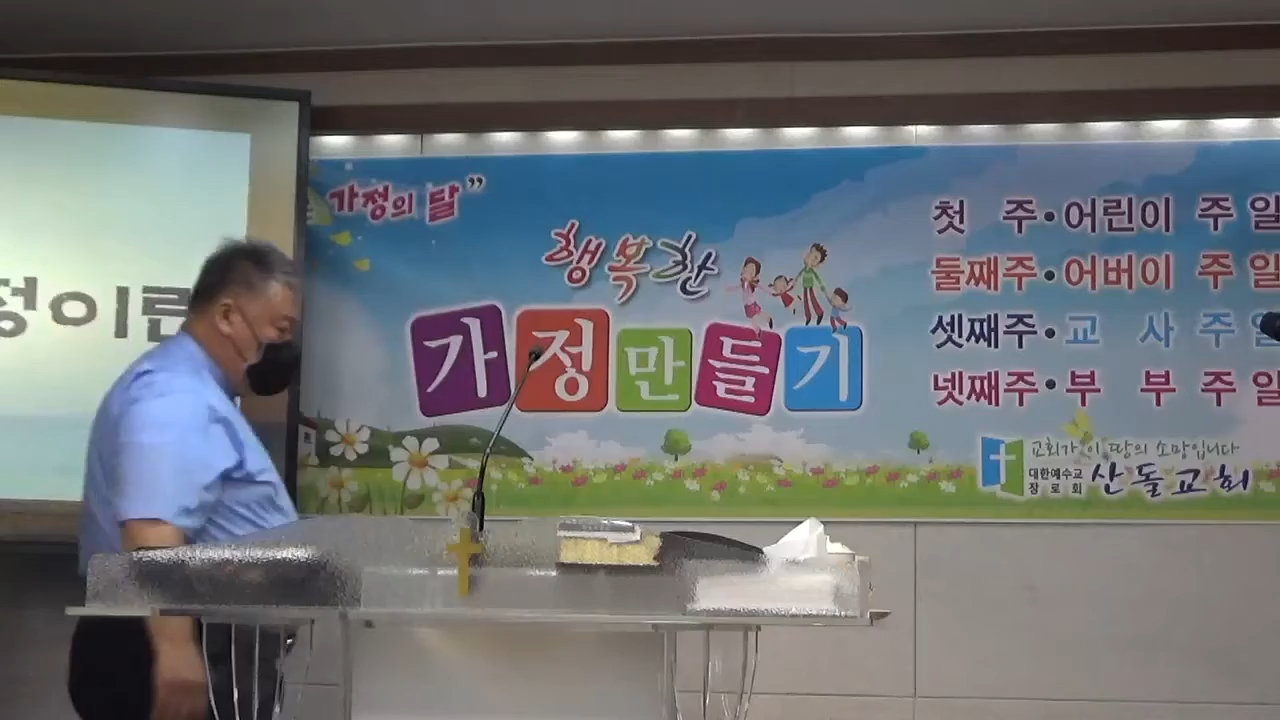 정이란
가정의 달”
행복한
가정만들기
첫 주·어린이 주일
둘째주·어버이 주일
셋째주·교 사 주일
넷째주·부 부 주일
교회가 이 땅의 소망입니다
대한예수교
장로회
산돌교회